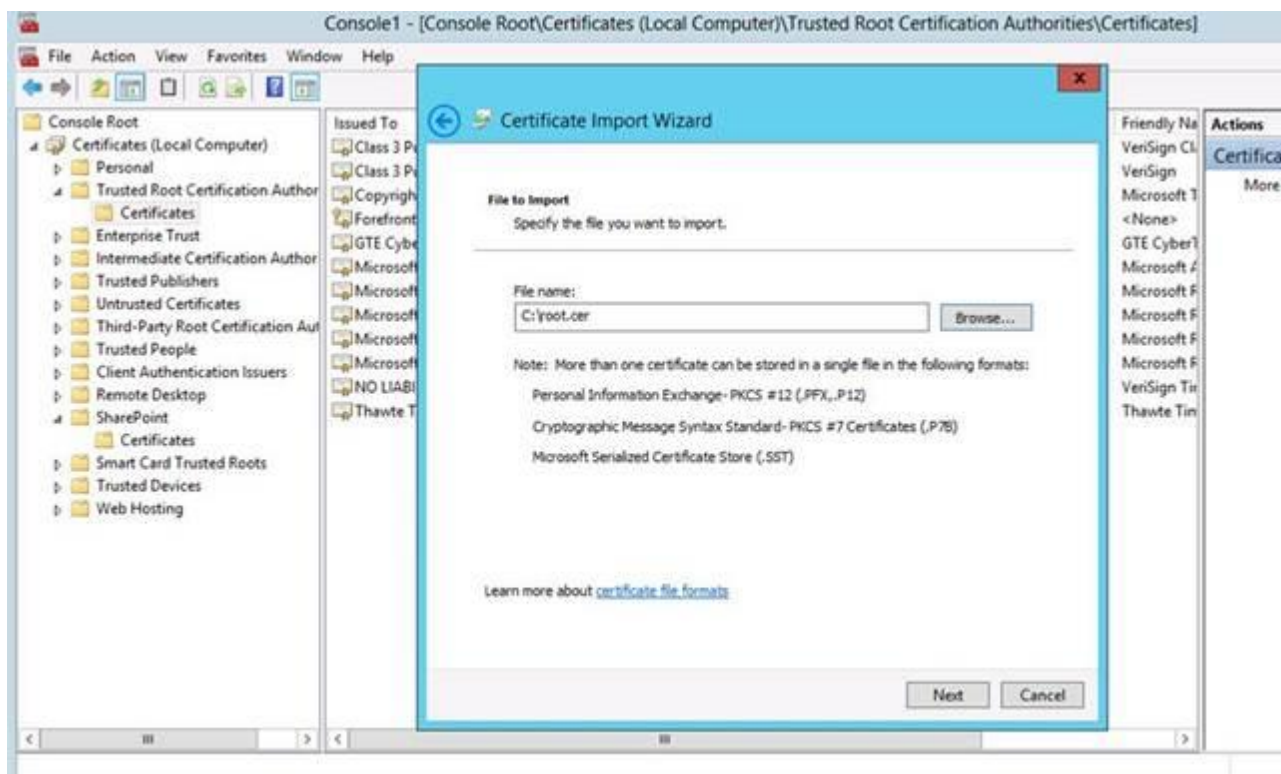 Console1 - [Console Root\Certificates (Local Computer)\Trusted Root Certification Authorities\Certificates]
File Action View Favorites Window Help
Console Root
Certificates (Local Computer)
Personal
Trusted Root Certification Author
Certificates
Enterprise Trust
Intermediate Certification Author
Trusted Publishers
Untrusted Certificates
Third-Party Root Certification Aut
Trusted People
Client Authentication Issuers
Remote Desktop
SharePoint
Certificates
Smart Card Trusted Roots
Trusted Devices
Web Hosting
Issued To
Class 3 Pu
Class 3 Pu
Copyrigh
Forefront
GTE Cybe
Microsoft
Microsoft
Microsoft
Microsoft
Microsoft
NO LIABI
Thawte T
Certificate Import Wizard
File to Import
Specify the file you want to import.
File name:
C:\root.cer
Browse...
Note: More than one certificate can be stored in a single file in the following formats:
Personal Information Exchange- PKCS #12 (.PFX,.P12)
Cryptographic Message Syntax Standard- PKCS #7 Certificates (.P7B)
Microsoft Serialized Certificate Store (.SST)
Learn more about certificate file formats
Next Cancel
Friendly Na
VeriSign Cl
VeriSign
Microsoft T
<None>
GTE CyberT
Microsoft A
Microsoft R
Microsoft R
Microsoft R
Microsoft R
VeriSign Tim
Thawte Tim
Actions
Certifica
More